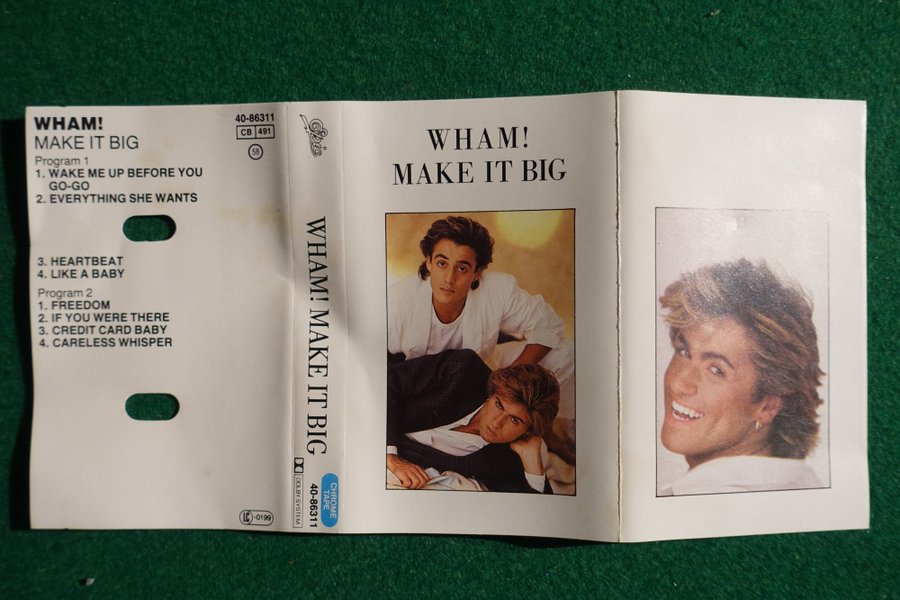 WHAM!
MAKE IT BIG
40-86311
CB 491
58
Program 1
1. WAKE ME UP BEFORE YOU
GO-GO
2. EVERYTHING SHE WANTS
3. HEARTBEAT
4. LIKE A BABY
Program 2
1. FREEDOM
2. IF YOU WERE THERE
3. CREDIT CARD BABY
4. CARELESS WHISPER
LC-0199
Epic
WHAM! MAKE IT BIG
DOLBY SYSTEM
40-86311
CHROME
TAPE
WHAM!
MAKE IT BIG